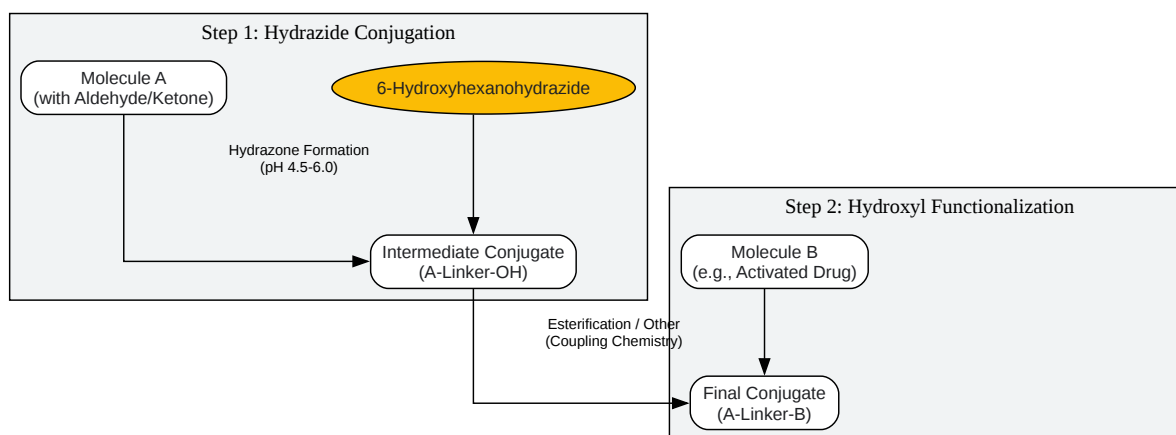 Step 1: Hydrazide Conjugation
Molecule A
(with Aldehyde/Ketone)
6-Hydroxyhexanohydrazide
Hydrazone Formation
(pH 4.5-6.0)
Intermediate Conjugate
(A-Linker-OH)
Step 2: Hydroxyl Functionalization
Molecule B
(e.g., Activated Drug)
Esterification / Other
(Coupling Chemistry)
Final Conjugate
(A-Linker-B)